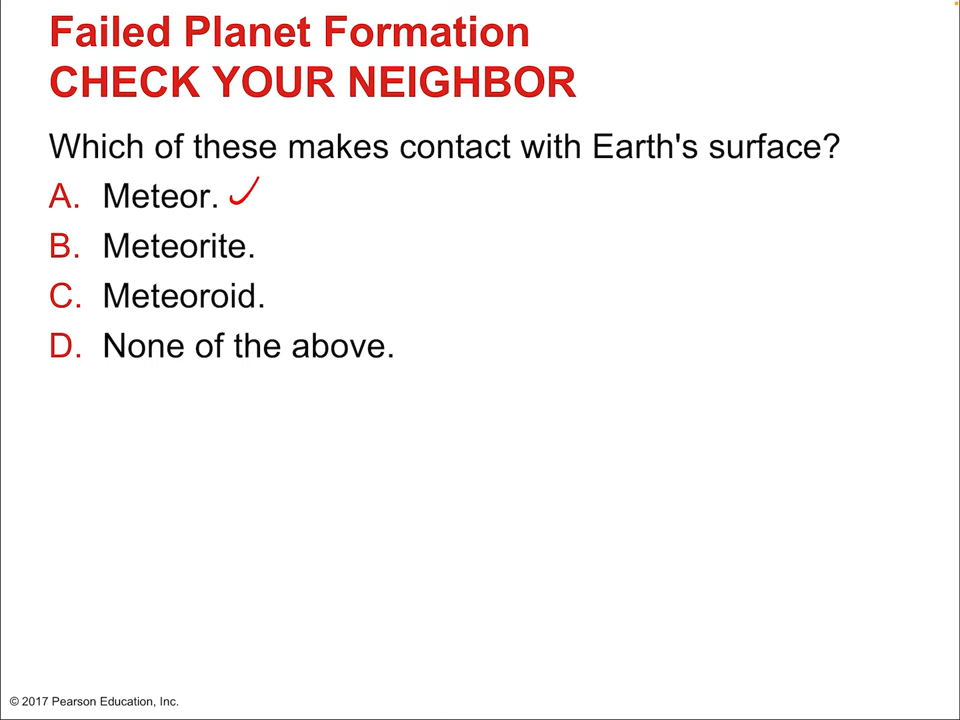 Failed Planet Formation
CHECK YOUR NEIGHBOR
Which of these makes contact with Earth's surface?
A. Meteor. ✓
B. Meteorite.
C. Meteoroid.
D. None of the above.
© 2017 Pearson Education, Inc.